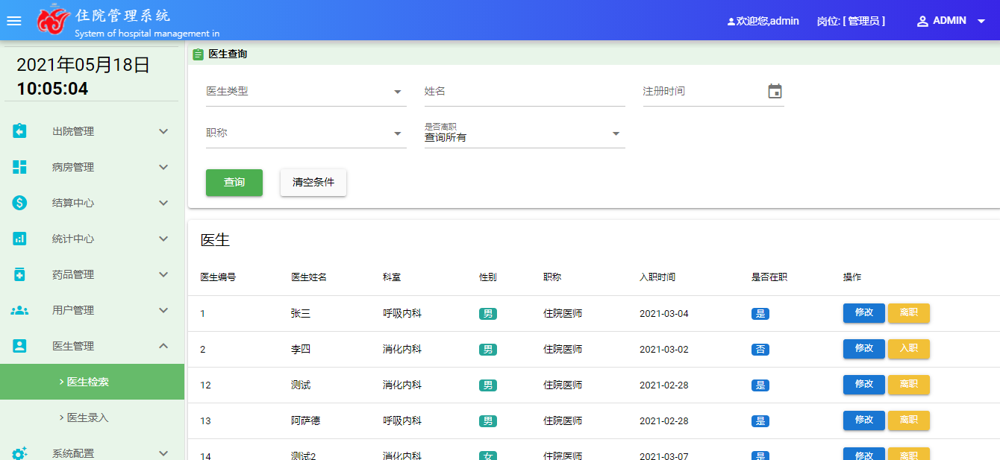 住院管理系统
System of hospital management in
欢迎您,admin 岗位: [ 管理员 ] ADMIN
2021年05月18日
10:05:04
出院管理
病房管理
结算中心
统计中心
药品管理
用户管理
医生管理
医生检索
医生录入
系统配置
医生查询
医生类型 姓名 注册时间
职称 是否离职
查询所有
查询 清空条件
医生
医生编号 医生姓名 科室 性别 职称 入职时间 是否在职 操作
1 张三 呼吸内科 男 住院医师 2021-03-04 是 修改 离职
2 李四 消化内科 男 住院医师 2021-03-02 否 修改 入职
12 测试 消化内科 男 住院医师 2021-02-28 是 修改 离职
13 阿萨德 呼吸内科 男 住院医师 2021-02-28 是 修改 离职
14 测试2 消化内科 女 住院医师 2021-03-07 是 修改 离职